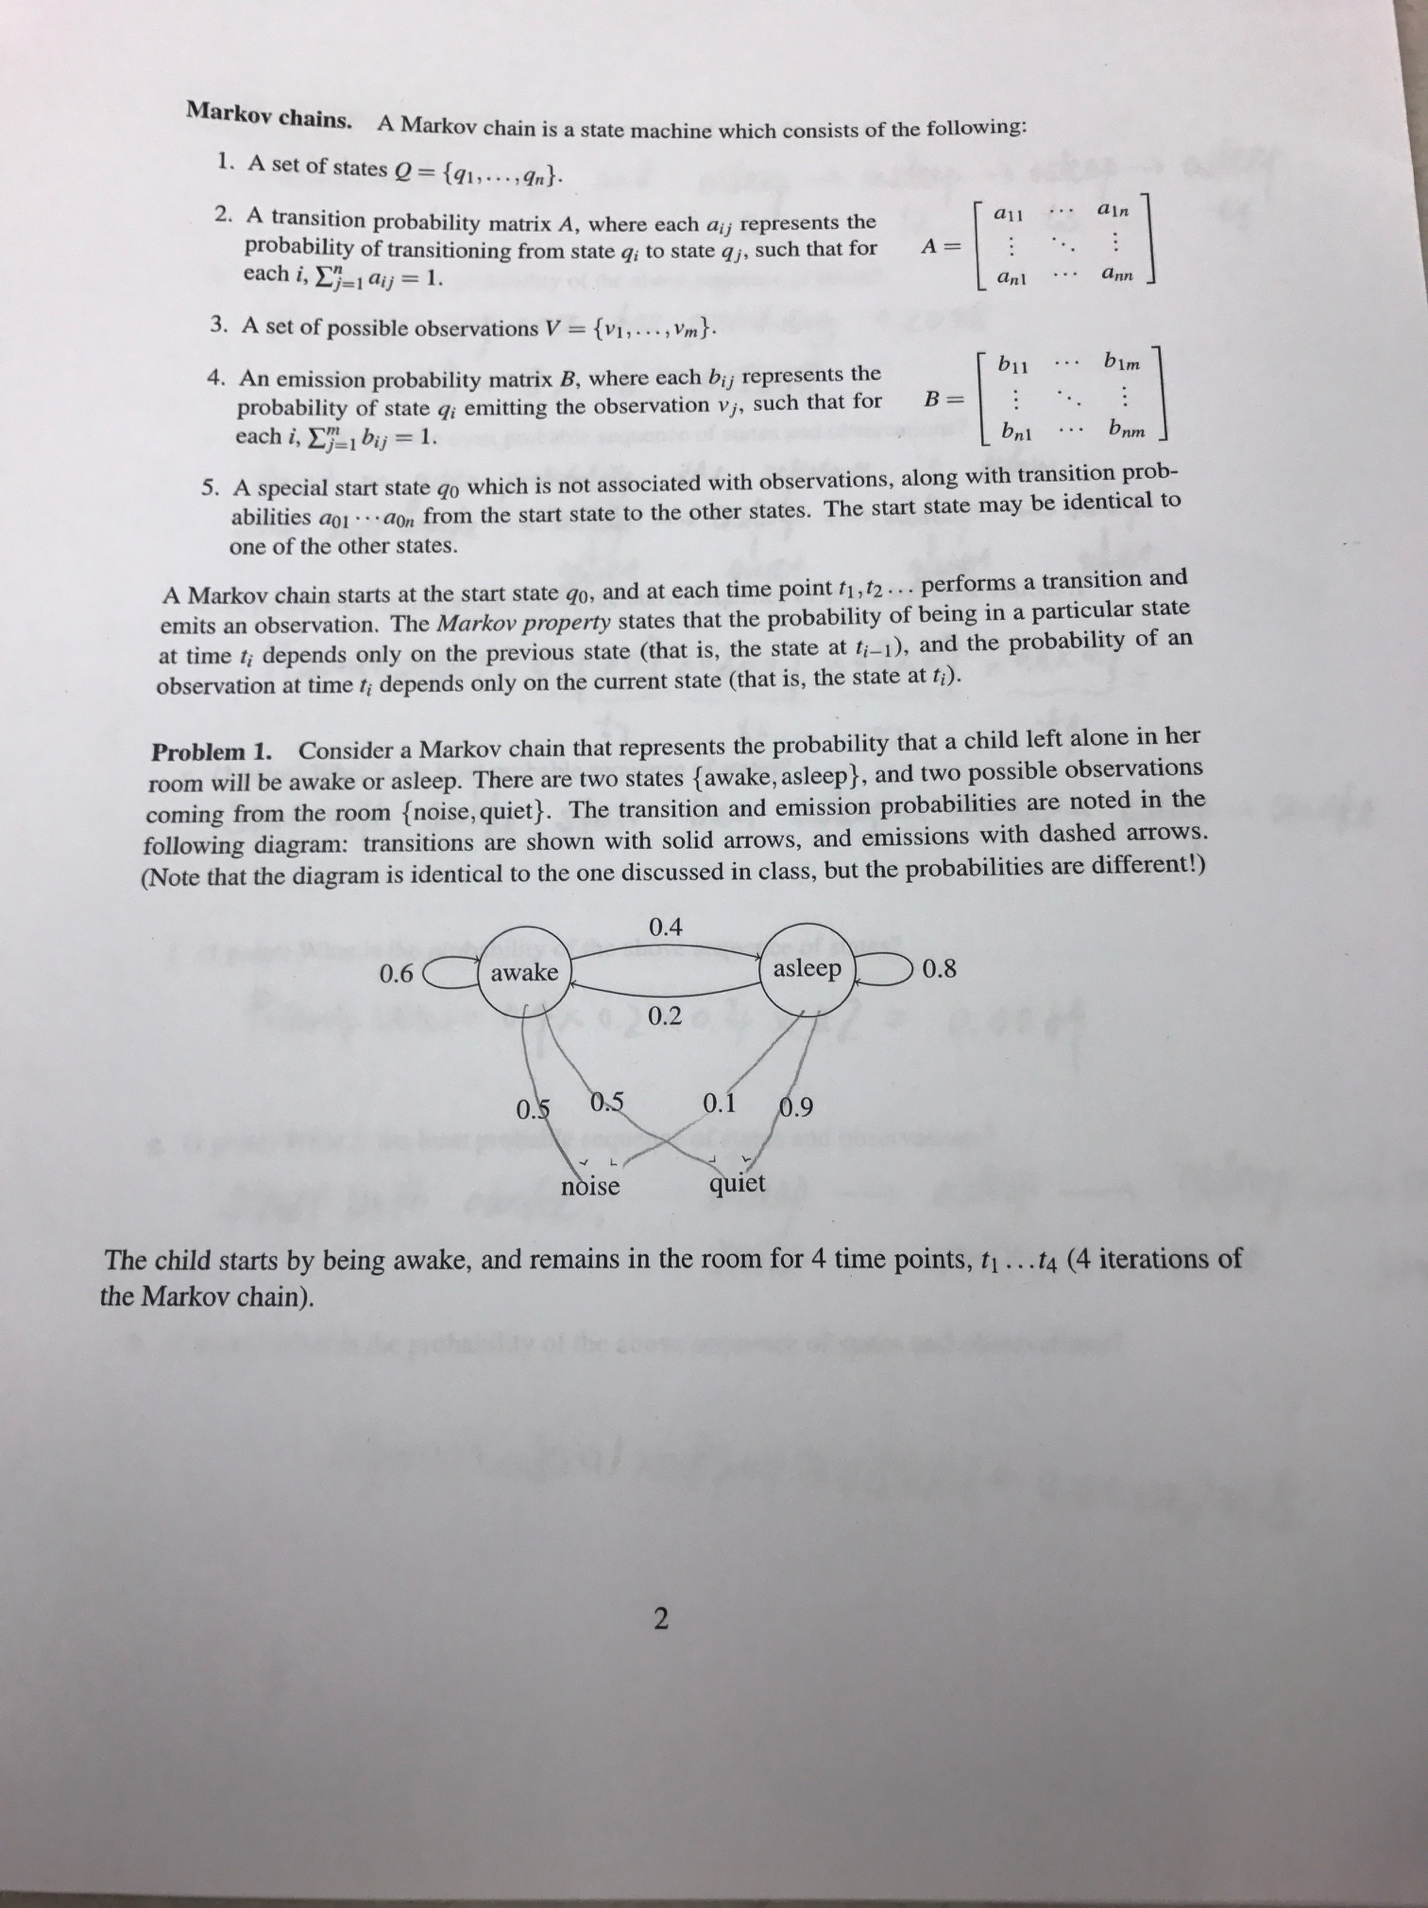 Markov chains. A Markov chain is a state machine which consists of the following:
1. A set of states Q = {q1,...,qn}.
2. A transition probability matrix A, where each aij represents the
probability of transitioning from state qi to state qj, such that for
each i, ∑ⁿj=1 aij = 1.
A = [ a11 ⋯ a1n
⋮ ⋱ ⋮
an1 ⋯ ann ]
3. A set of possible observations V = {v1,...,vm}.
4. An emission probability matrix B, where each bij represents the
probability of state qi emitting the observation vj, such that for
each i, ∑ᵐj=1 bij = 1.
B = [ b11 ⋯ b1m
⋮ ⋱ ⋮
bn1 ⋯ bnm ]
5. A special start state q0 which is not associated with observations, along with transition prob-
abilities a01 ⋯ a0n from the start state to the other states. The start state may be identical to
one of the other states.
A Markov chain starts at the start state q0, and at each time point t1,t2... performs a transition and
emits an observation. The Markov property states that the probability of being in a particular state
at time ti depends only on the previous state (that is, the state at ti−1), and the probability of an
observation at time ti depends only on the current state (that is, the state at ti).
Problem 1. Consider a Markov chain that represents the probability that a child left alone in her
room will be awake or asleep. There are two states {awake, asleep}, and two possible observations
coming from the room {noise, quiet}. The transition and emission probabilities are noted in the
following diagram: transitions are shown with solid arrows, and emissions with dashed arrows.
(Note that the diagram is identical to the one discussed in class, but the probabilities are different!)
0.4
0.6 awake asleep 0.8
0.2
0.5 0.5 0.1 0.9
noise quiet
The child starts by being awake, and remains in the room for 4 time points, t1...t4 (4 iterations of
the Markov chain).
2